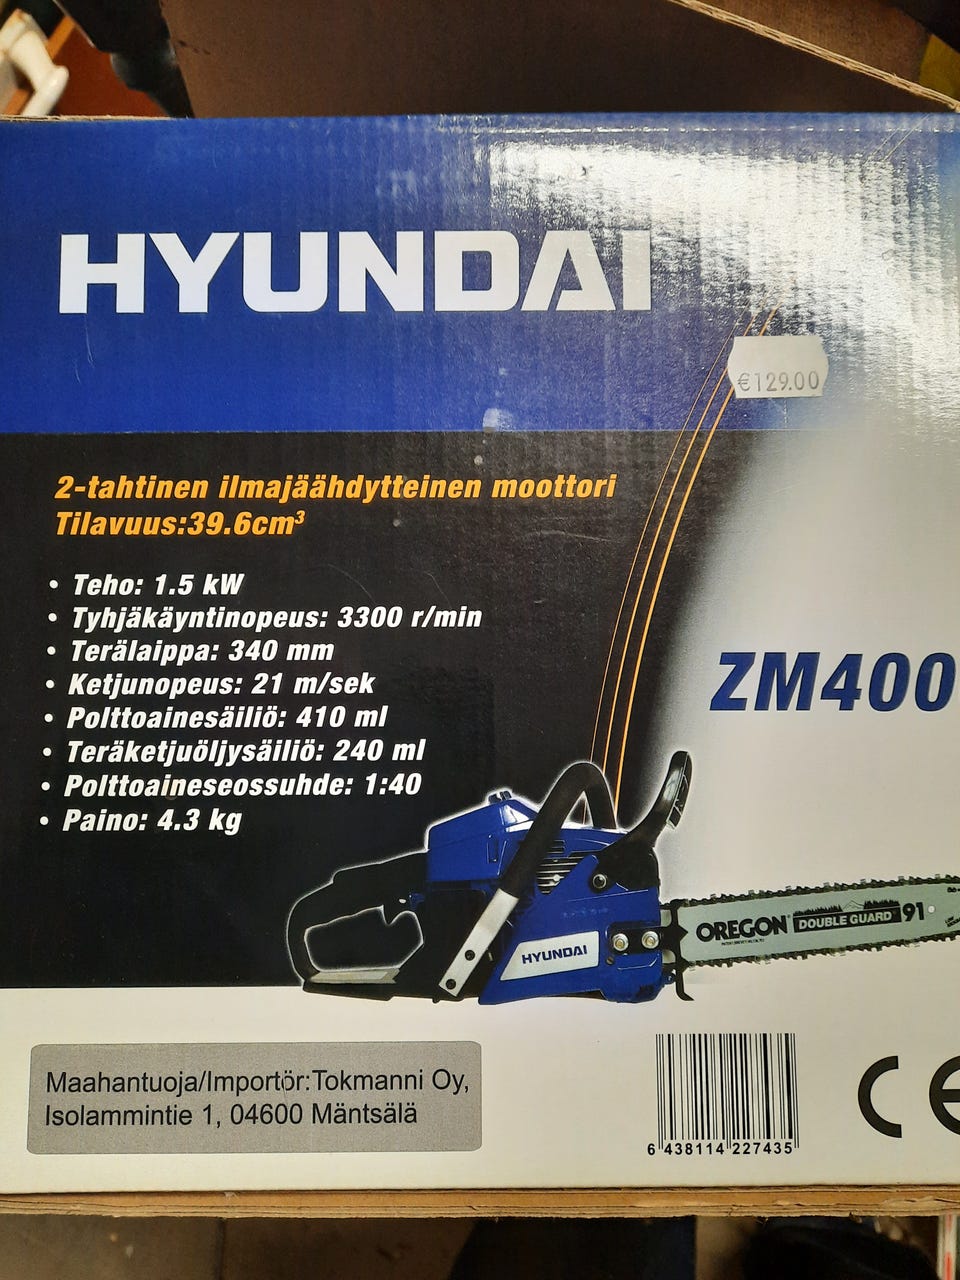 HYUNDAI
€129.00
2-tahtinen ilmajäähdytteinen moottori
Tilavuus:39.6cm³
• Teho: 1.5 kW
• Tyhjäkäyntinopeus: 3300 r/min
• Terälaippa: 340 mm
• Ketjunopeus: 21 m/sek
• Polttoainesäiliö: 410 ml
• Teräketjuöljysäiliö: 240 ml
• Polttoaineseossuhde: 1:40
• Paino: 4.3 kg
ZM400
OREGON® DOUBLE GUARD 91
HYUNDAI
Maahantuoja/Importör:Tokmanni Oy,
Isolammintie 1, 04600 Mäntsälä
6 438114 227435
CE